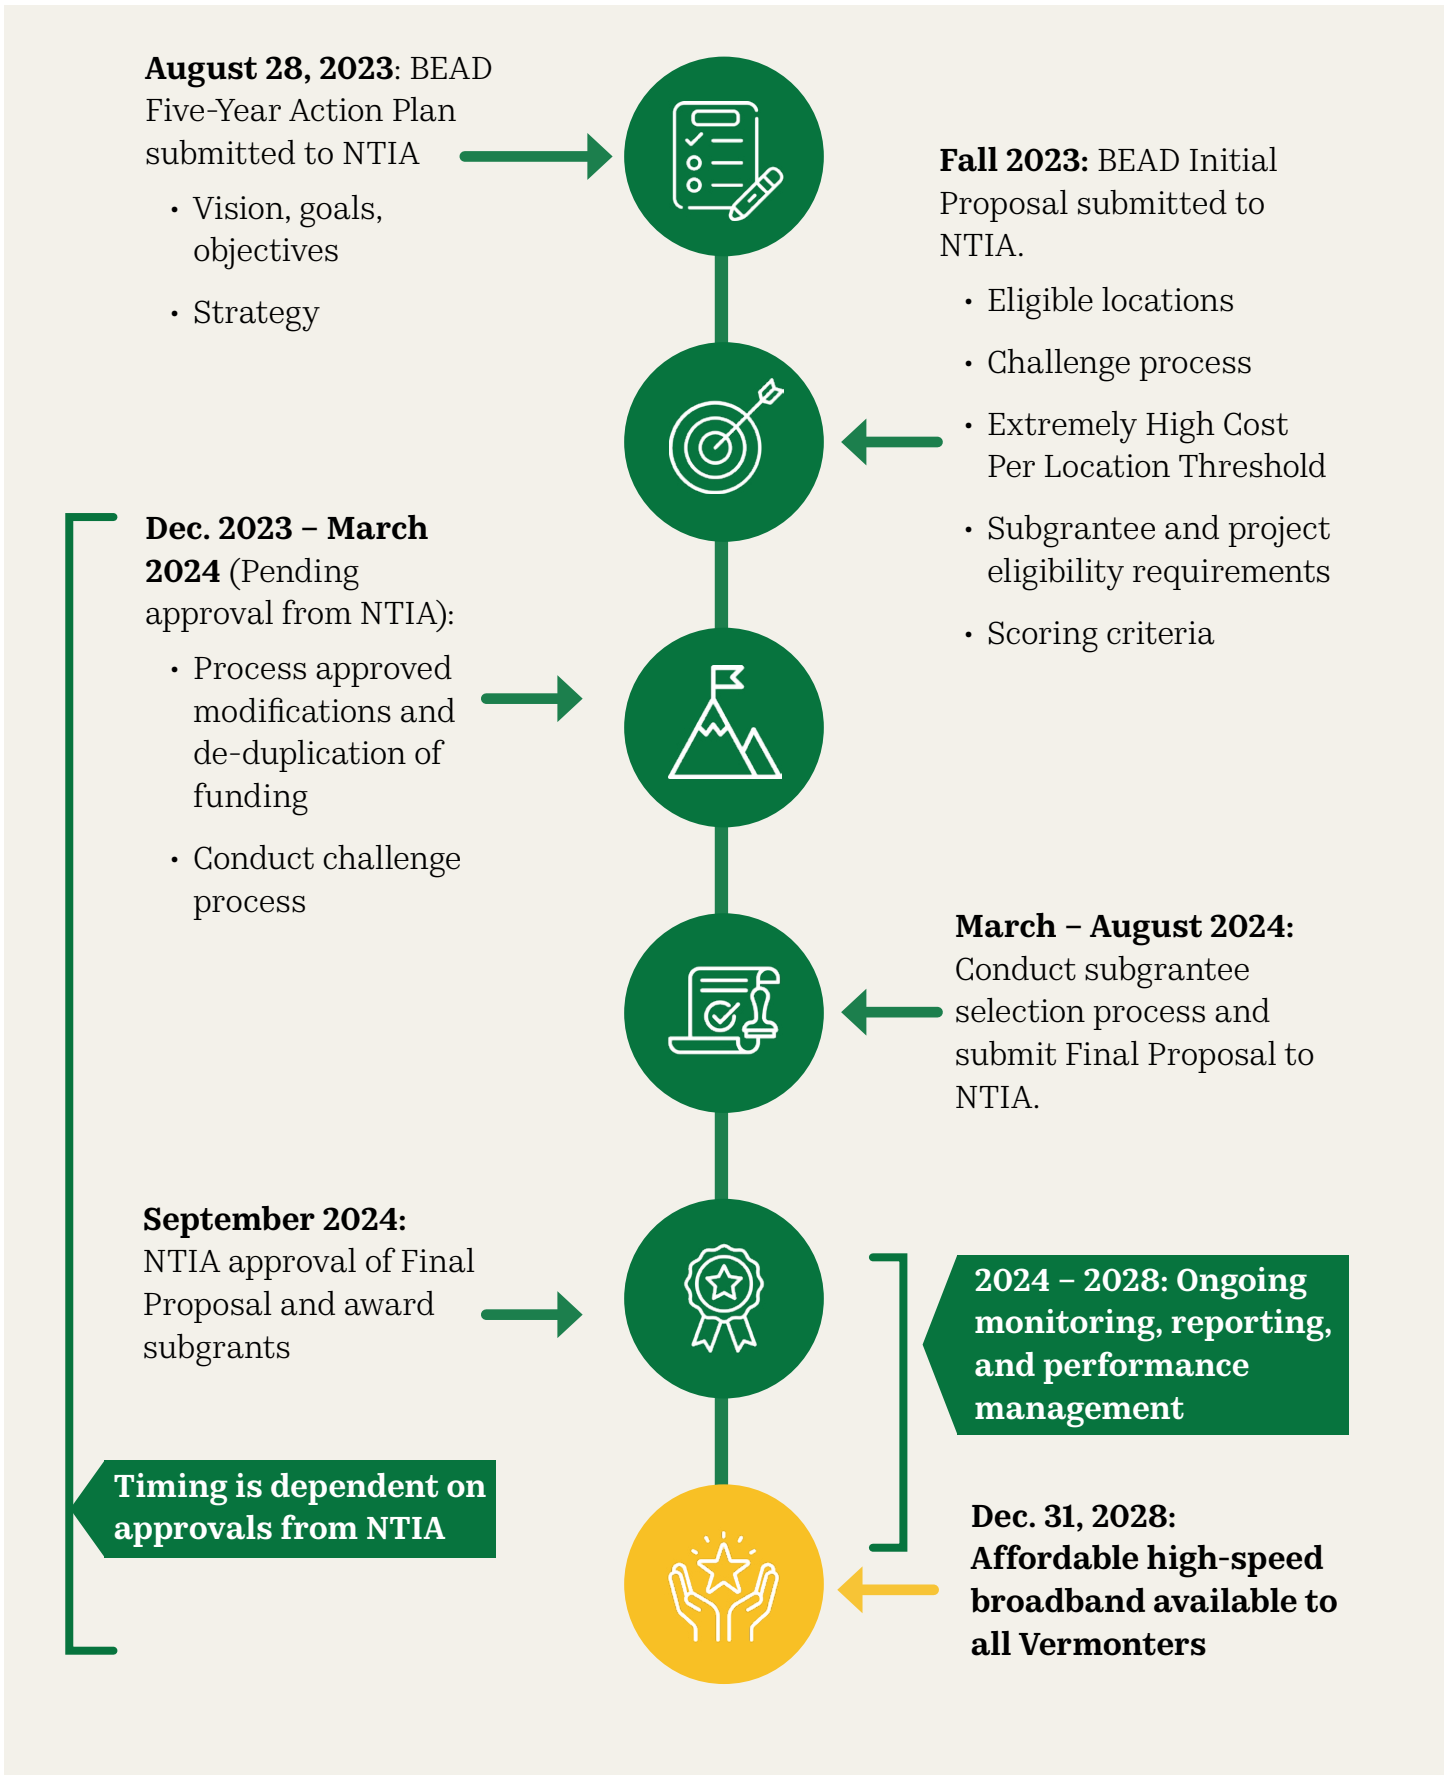 August 28, 2023: BEAD
Five-Year Action Plan
submitted to NTIA
• Vision, goals,
objectives
• Strategy
Fall 2023: BEAD Initial
Proposal submitted to
NTIA.
• Eligible locations
• Challenge process
• Extremely High Cost
Per Location Threshold
• Subgrantee and project
eligibility requirements
• Scoring criteria
Dec. 2023 – March
2024 (Pending
approval from NTIA):
• Process approved
modifications and
de-duplication of
funding
• Conduct challenge
process
March – August 2024:
Conduct subgrantee
selection process and
submit Final Proposal to
NTIA.
September 2024:
NTIA approval of Final
Proposal and award
subgrants
2024 – 2028: Ongoing
monitoring, reporting,
and performance
management
Timing is dependent on
approvals from NTIA
Dec. 31, 2028:
Affordable high-speed
broadband available to
all Vermonters